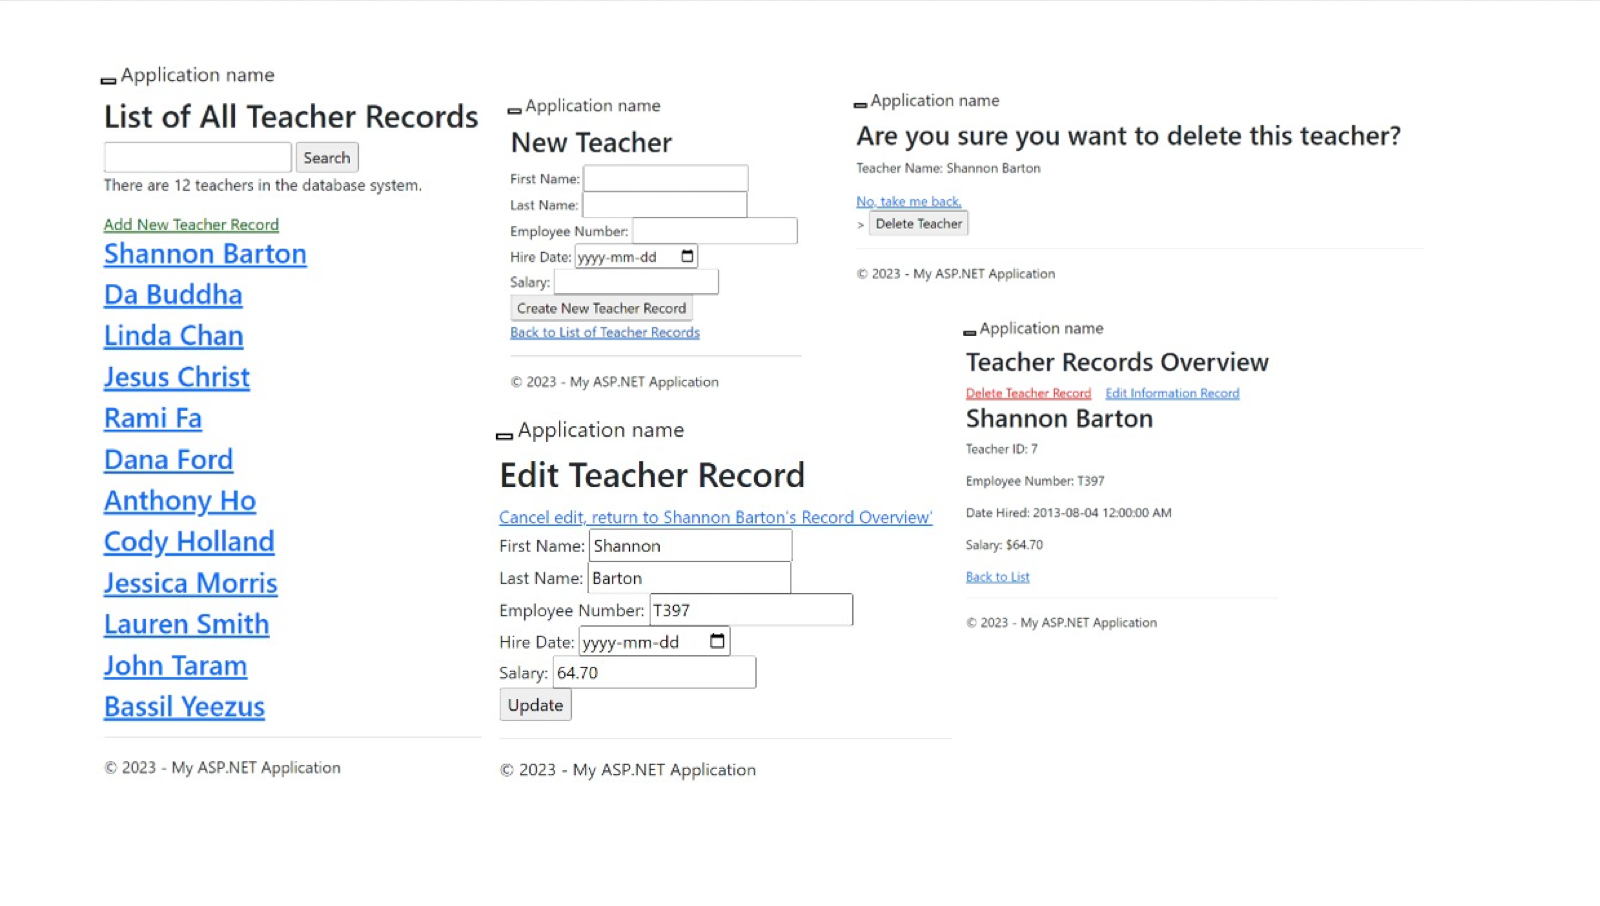 Application name
List of All Teacher Records
Search
There are 12 teachers in the database system.
Add New Teacher Record
Shannon Barton
Da Buddha
Linda Chan
Jesus Christ
Rami Fa
Dana Ford
Anthony Ho
Cody Holland
Jessica Morris
Lauren Smith
John Taram
Bassil Yeezus
© 2023 - My ASP.NET Application
Application name
New Teacher
First Name:
Last Name:
Employee Number:
Hire Date: yyyy-mm-dd
Salary:
Create New Teacher Record
Back to List of Teacher Records
© 2023 - My ASP.NET Application
Application name
Edit Teacher Record
Cancel edit, return to Shannon Barton's Record Overview'
First Name: Shannon
Last Name: Barton
Employee Number: T397
Hire Date: yyyy-mm-dd
Salary: 64.70
Update
© 2023 - My ASP.NET Application
Application name
Are you sure you want to delete this teacher?
Teacher Name: Shannon Barton
No, take me back.
> Delete Teacher
© 2023 - My ASP.NET Application
Application name
Teacher Records Overview
Delete Teacher Record Edit Information Record
Shannon Barton
Teacher ID: 7
Employee Number: T397
Date Hired: 2013-08-04 12:00:00 AM
Salary: $64.70
Back to List
© 2023 - My ASP.NET Application